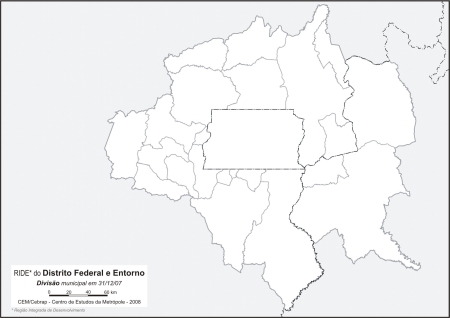 RIDE* do Distrito Federal e Entorno
Divisão municipal em 31/12/07
0 20 40 60 km
CEM/Cebrap - Centro de Estudos da Metrópole - 2008
* Região Integrada de Desenvolvimento